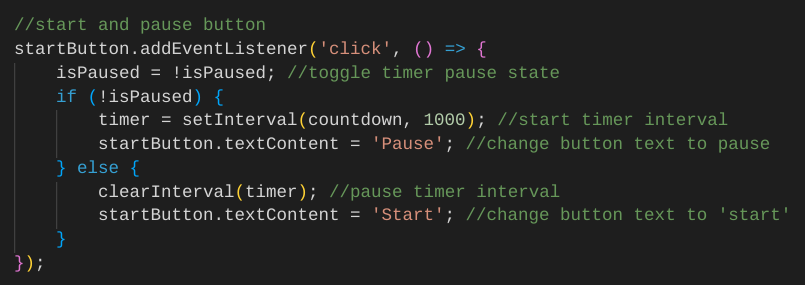 //start and pause button
startButton.addEventListener('click', () => {
    isPaused = !isPaused; //toggle timer pause state
    if (!isPaused) {
        timer = setInterval(countdown, 1000); //start timer interval
        startButton.textContent = 'Pause'; //change button text to pause
    } else {
        clearInterval(timer); //pause timer interval
        startButton.textContent = 'Start'; //change button text to 'start'
    }
});